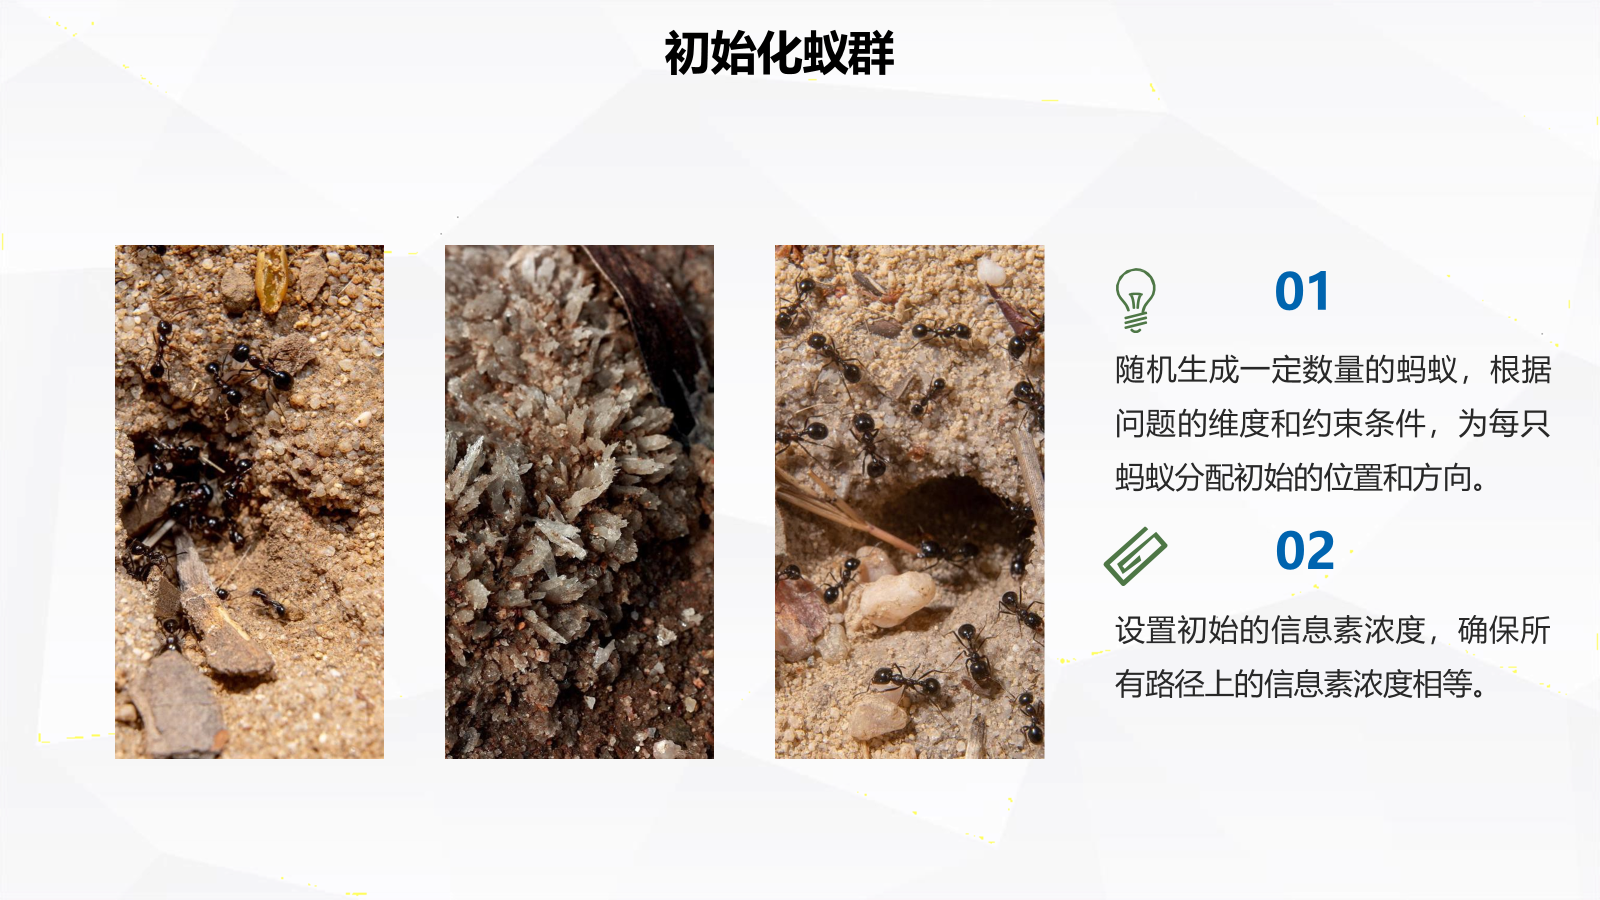 初始化蚁群
01
随机生成一定数量的蚂蚁，根据
问题的维度和约束条件，为每只
蚂蚁分配初始的位置和方向。
02
设置初始的信息素浓度，确保所
有路径上的信息素浓度相等。